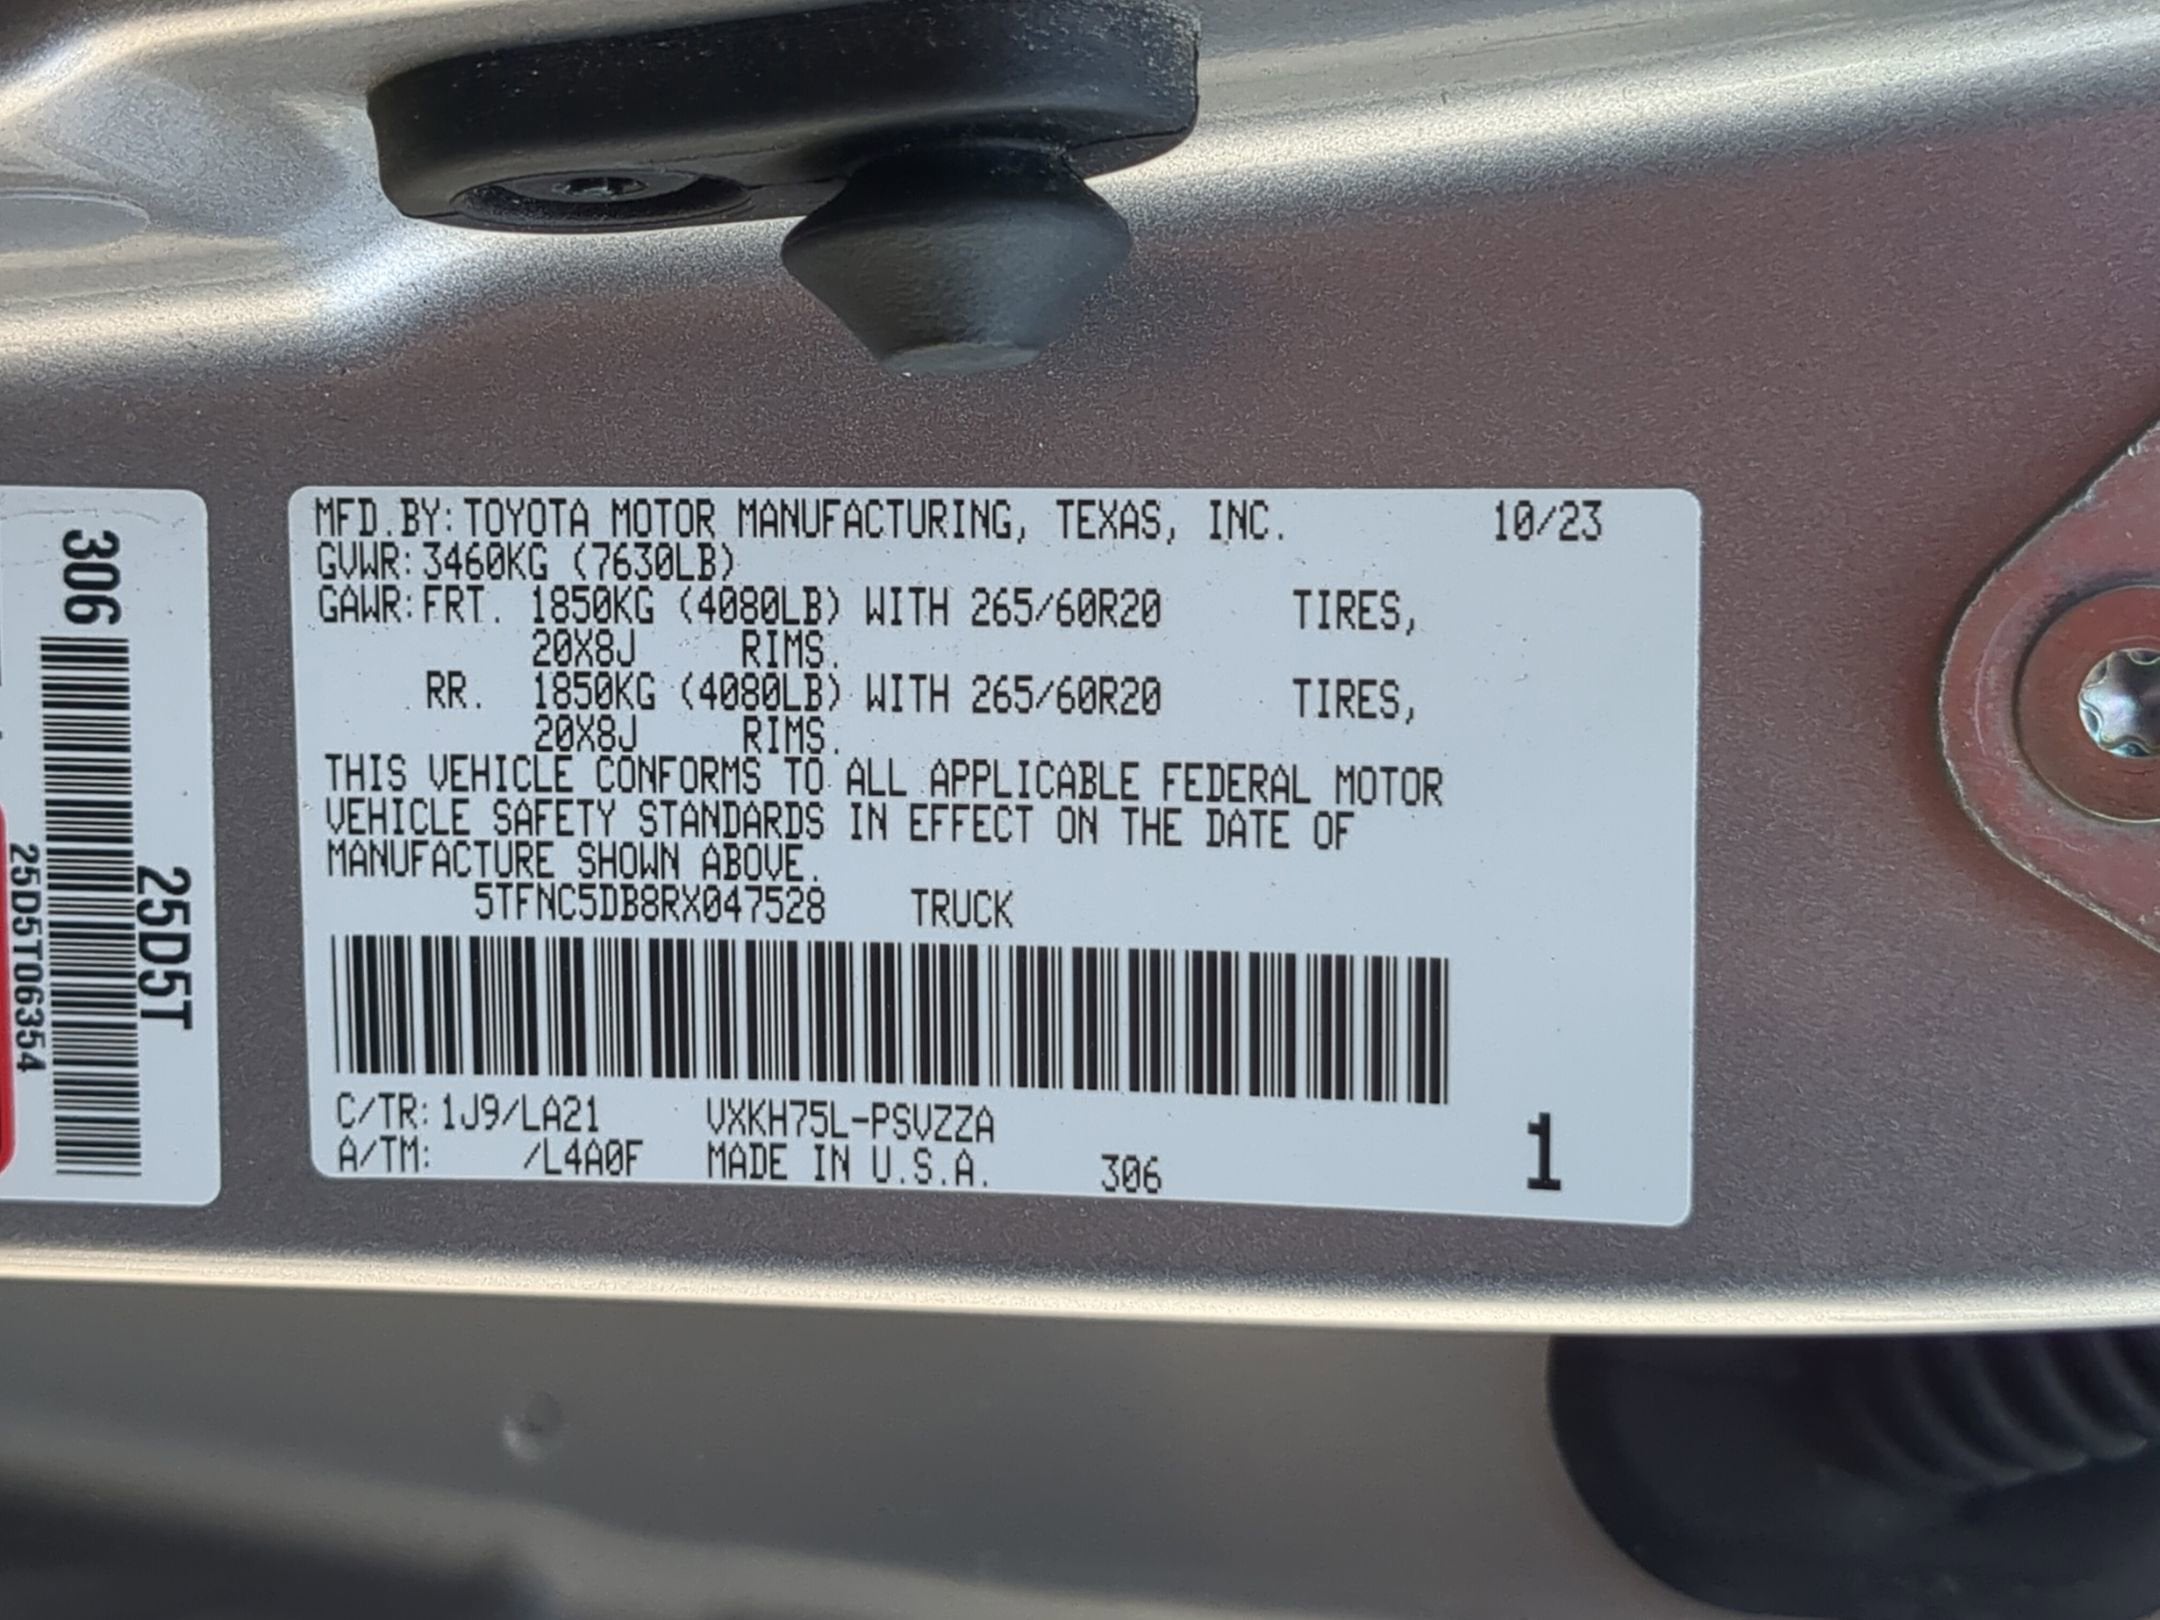 306
25D5T
25D5T06354
MFD.BY:TOYOTA MOTOR MANUFACTURING, TEXAS, INC. 10/23
GVWR:3460KG (7630LB)
GAWR:FRT. 1850KG (4080LB) WITH 265/60R20 TIRES,
20X8J RIMS.
RR. 1850KG (4080LB) WITH 265/60R20 TIRES,
20X8J RIMS.
THIS VEHICLE CONFORMS TO ALL APPLICABLE FEDERAL MOTOR
VEHICLE SAFETY STANDARDS IN EFFECT ON THE DATE OF
MANUFACTURE SHOWN ABOVE.
5TFNC5DB8RX047528 TRUCK
C/TR:1J9/LA21 VXKH75L-PSVZZA
A/TM: /L4A0F MADE IN U.S.A. 306
1